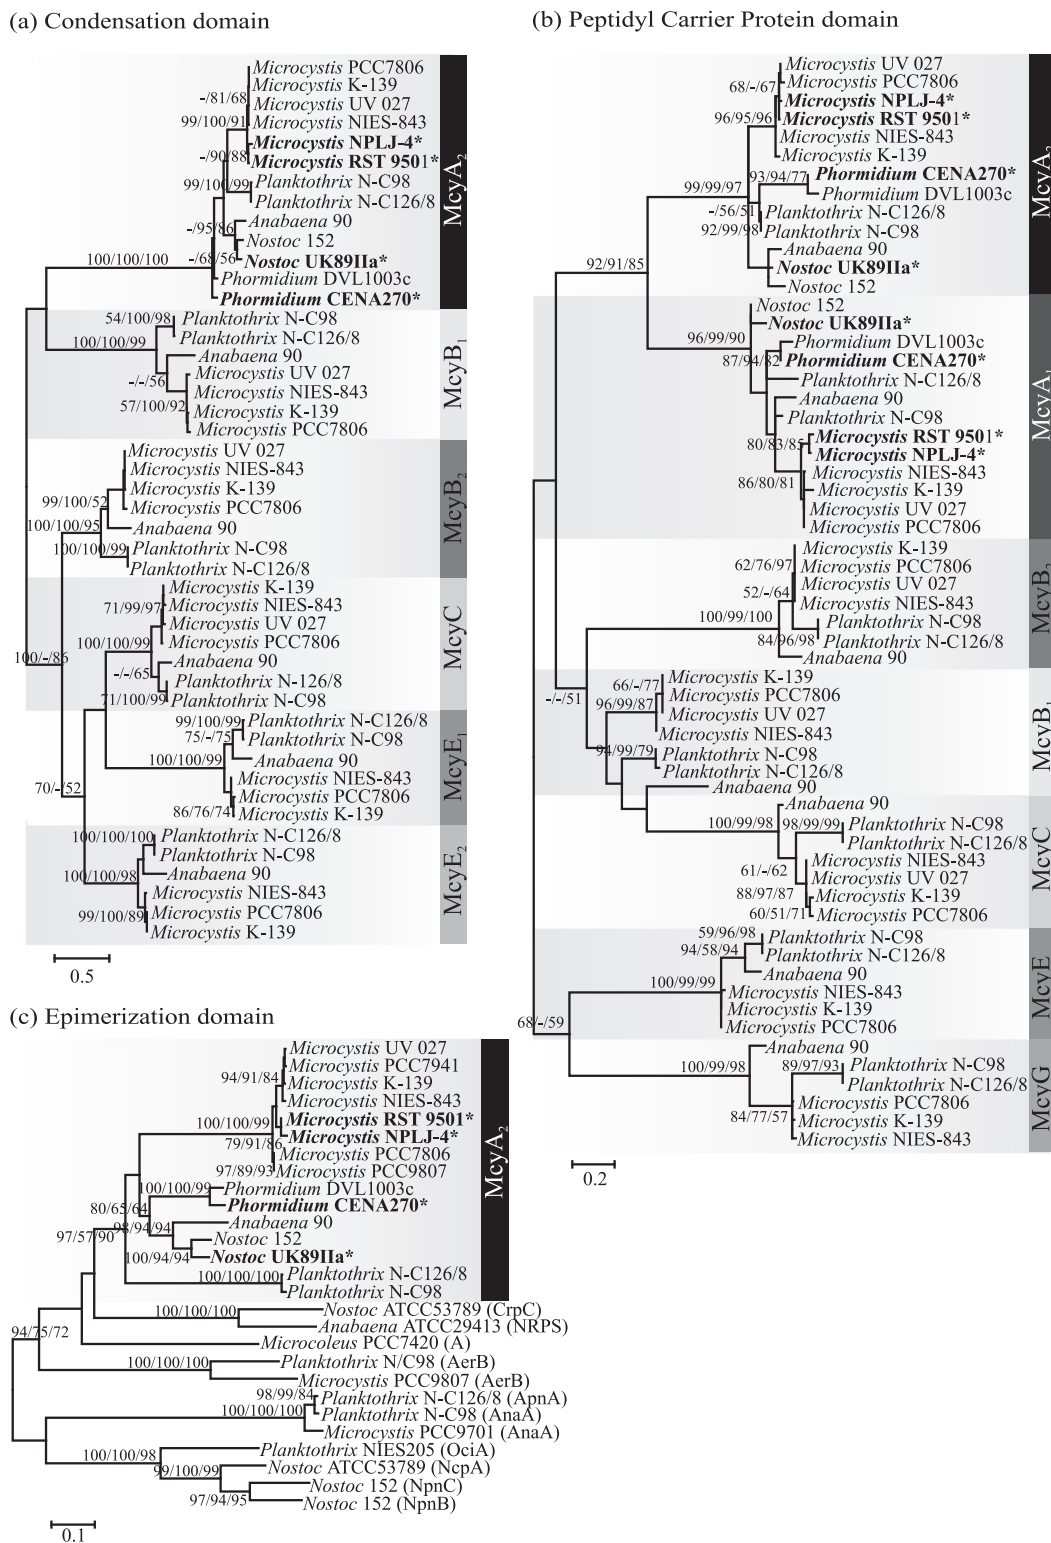 (a) Condensation domain
Microcystis PCC7806
Microcystis K-139
Microcystis UV 027
-/81/68
Microcystis NIES-843
99/100/91
Microcystis NPLJ-4*
Microcystis RST 9501*
-/90/88
Planktothrix N-C98
99/100/99
Planktothrix N-C126/8
Anabaena 90
-/95/86
Nostoc 152
Nostoc UK89IIa*
-/68/56
100/100/100
Phormidium DVL1003c
Phormidium CENA270*
McyA2
54/100/98
Planktothrix N-C98
Planktothrix N-C126/8
100/100/99
Anabaena 90
Microcystis UV 027
-/-/56
Microcystis NIES-843
57/100/92
Microcystis K-139
Microcystis PCC7806
McyB1
Microcystis UV 027
Microcystis NIES-843
Microcystis K-139
99/100/52
Microcystis PCC7806
100/100/95
Anabaena 90
100/100/99
Planktothrix N-C98
Planktothrix N-C126/8
McyB2
Microcystis K-139
71/99/97
Microcystis NIES-843
Microcystis UV 027
100/100/99
Microcystis PCC7806
100/-/86
Anabaena 90
-/-/65
Planktothrix N-126/8
71/100/99
Planktothrix N-C98
McyC
99/100/99
Planktothrix N-C126/8
75/-/75
Planktothrix N-C98
100/100/99
Anabaena 90
Microcystis NIES-843
70/-/52
Microcystis PCC7806
86/76/74
Microcystis K-139
McyE1
100/100/100
Planktothrix N-C126/8
Planktothrix N-C98
100/100/98
Anabaena 90
Microcystis NIES-843
99/100/89
Microcystis PCC7806
Microcystis K-139
McyE2
0.5
(b) Peptidyl Carrier Protein domain
Microcystis UV 027
68/-/67
Microcystis PCC7806
Microcystis NPLJ-4*
96/95/96
Microcystis RST 9501*
Microcystis NIES-843
Microcystis K-139
93/94/77
Phormidium CENA270*
99/99/97
Phormidium DVL1003c
-/56/51
Planktothrix N-C126/8
92/99/98
Planktothrix N-C98
Anabaena 90
Nostoc UK89IIa*
92/91/85
Nostoc 152
McyA2
Nostoc 152
Nostoc UK89IIa*
96/99/90
Phormidium DVL1003c
87/94/82
Phormidium CENA270*
Planktothrix N-C126/8
Anabaena 90
Planktothrix N-C98
80/83/85
Microcystis RST 9501*
Microcystis NPLJ-4*
Microcystis NIES-843
86/80/81
Microcystis K-139
Microcystis UV 027
Microcystis PCC7806
McyA1
Microcystis K-139
62/76/97
Microcystis PCC7806
Microcystis UV 027
52/-/64
Microcystis NIES-843
100/99/100
Planktothrix N-C98
84/96/98
Planktothrix N-C126/8
Anabaena 90
McyB2
-/-/51
Microcystis K-139
66/-/77
Microcystis PCC7806
96/99/87
Microcystis UV 027
Microcystis NIES-843
94/99/79
Planktothrix N-C98
Planktothrix N-C126/8
Anabaena 90
McyB1
Anabaena 90
100/99/98
98/99/99
Planktothrix N-C98
Planktothrix N-C126/8
Microcystis NIES-843
61/-/62
Microcystis UV 027
88/97/87
Microcystis K-139
60/51/71
Microcystis PCC7806
McyC
59/96/98
Planktothrix N-C98
94/58/94
Planktothrix N-C126/8
Anabaena 90
100/99/99
Microcystis NIES-843
Microcystis K-139
68/-/59
Microcystis PCC7806
McyE
Anabaena 90
100/99/98
89/97/93
Planktothrix N-C98
Planktothrix N-C126/8
Microcystis PCC7806
84/77/57
Microcystis K-139
Microcystis NIES-843
McyG
0.2
(c) Epimerization domain
Microcystis UV 027
Microcystis PCC7941
94/91/84
Microcystis K-139
Microcystis NIES-843
100/100/99
Microcystis RST 9501*
Microcystis NPLJ-4*
79/91/86
Microcystis PCC7806
97/89/93
Microcystis PCC9807
100/100/99
Phormidium DVL1003c
80/65/64
Phormidium CENA270*
98/94/94
Anabaena 90
97/57/90
Nostoc 152
100/94/94
Nostoc UK89IIa*
100/100/100
Planktothrix N-C126/8
Planktothrix N-C98
McyA2
100/100/100
Nostoc ATCC53789 (CrpC)
Anabaena ATCC29413 (NRPS)
94/75/72
Microcoleus PCC7420 (A)
100/100/100
Planktothrix N/C98 (AerB)
Microcystis PCC9807 (AerB)
98/99/84
Planktothrix N-C126/8 (ApnA)
100/100/100
Planktothrix N-C98 (AnaA)
Microcystis PCC9701 (AnaA)
100/100/98
Planktothrix NIES205 (OciA)
99/100/99
Nostoc ATCC53789 (NcpA)
Nostoc 152 (NpnC)
97/94/95
Nostoc 152 (NpnB)
0.1